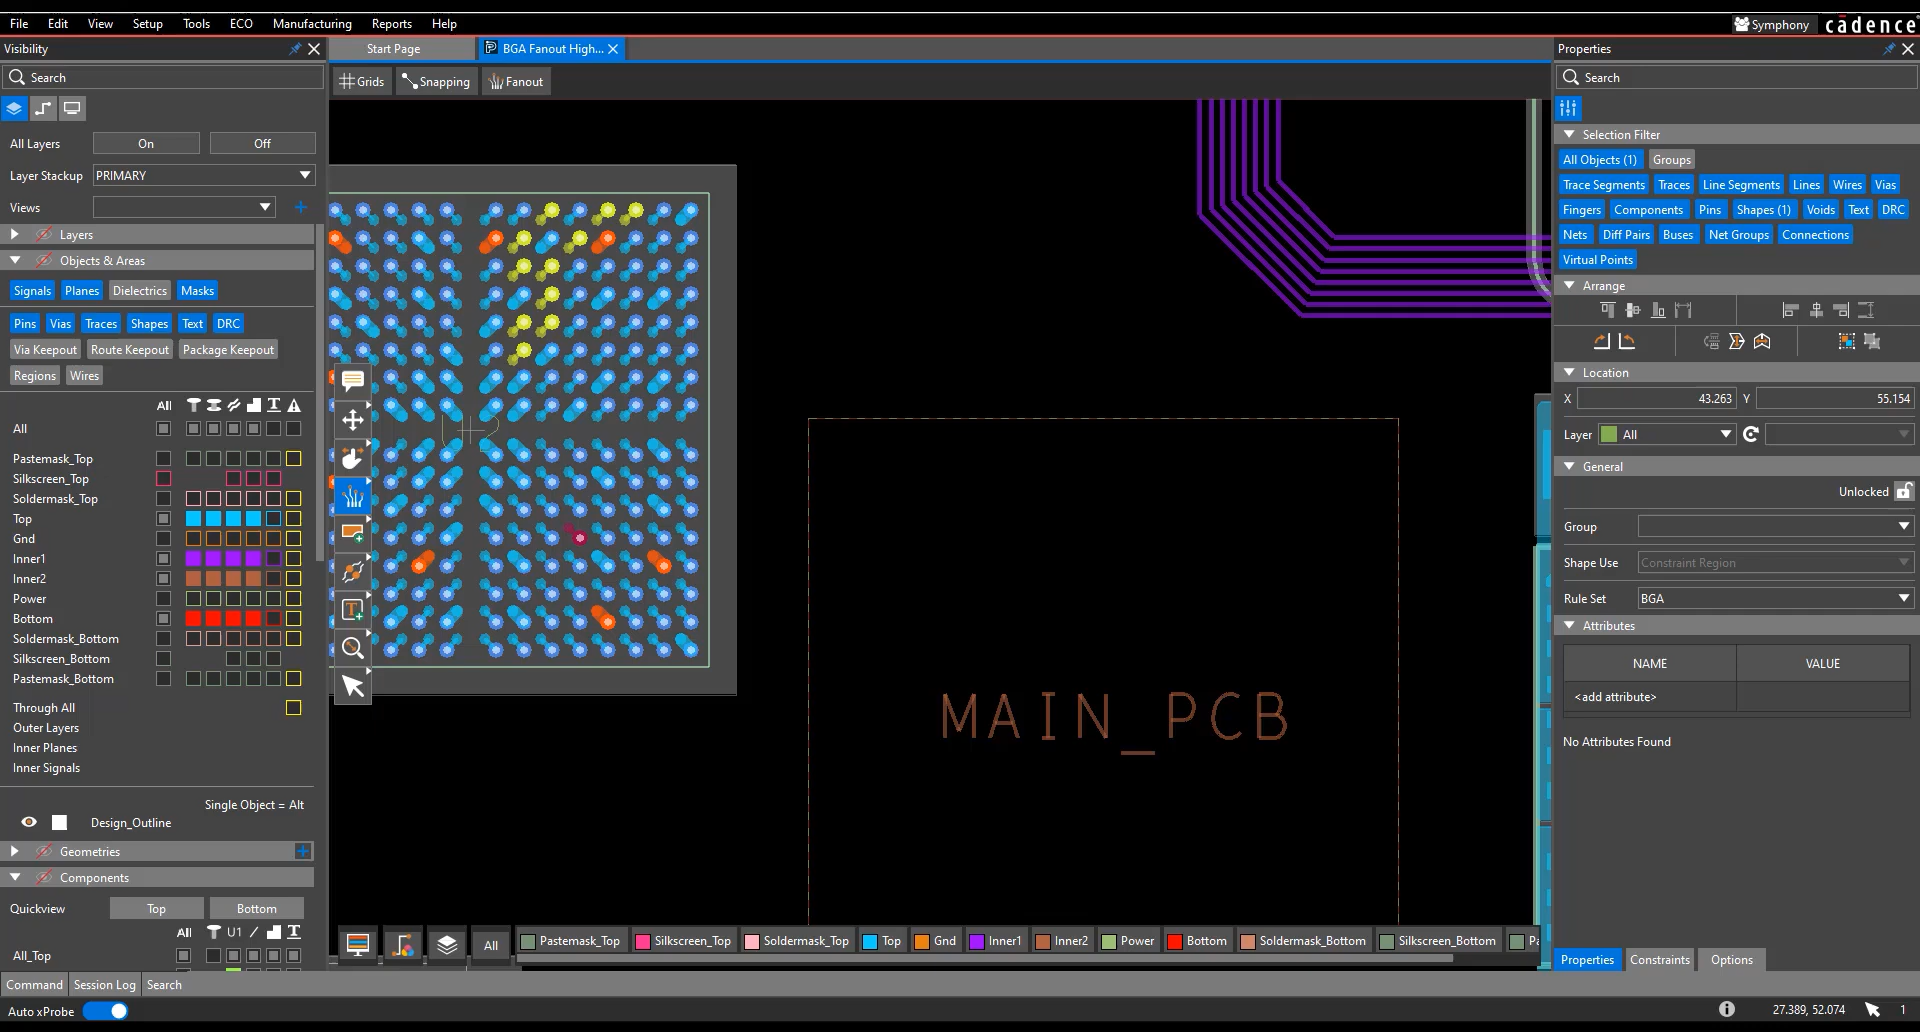 File Edit View Setup Tools ECO Manufacturing Reports Help
Symphony cādence
Visibility
Start Page
BGA Fanout High...
Properties
Search
Grids Snapping Fanout
Search
All Layers On Off
Selection Filter
Layer Stackup PRIMARY
All Objects (1) Groups
Views
Trace Segments Traces Line Segments Lines Wires Vias
Layers
Fingers Components Pins Shapes (1) Voids Text DRC
Objects & Areas
Nets Diff Pairs Buses Net Groups Connections
Signals Planes Dielectrics Masks
Virtual Points
Pins Vias Traces Shapes Text DRC
Arrange
Via Keepout Route Keepout Package Keepout
Regions Wires
Location
All
X 43.263 Y 55.154
All
Layer All
Pastemask_Top
General
Silkscreen_Top
Unlocked
Soldermask_Top
Group
Top
Gnd
Shape Use Constraint Region
Inner1
Inner2
Rule Set BGA
Power
Attributes
Bottom
NAME VALUE
Soldermask_Bottom
<add attribute>
Silkscreen_Bottom
Pastemask_Bottom
No Attributes Found
Through All
MAIN_PCB
Outer Layers
Inner Planes
Inner Signals
Single Object = Alt
Design_Outline
Geometries
Components
Quickview Top Bottom
All U1
All Pastemask_Top Silkscreen_Top Soldermask_Top Top Gnd Inner1 Inner2 Power Bottom Soldermask_Bottom Silkscreen_Bottom Pa
All_Top
Properties Constraints Options
Command Session Log Search
Auto xProbe
27.389, 52.074 1